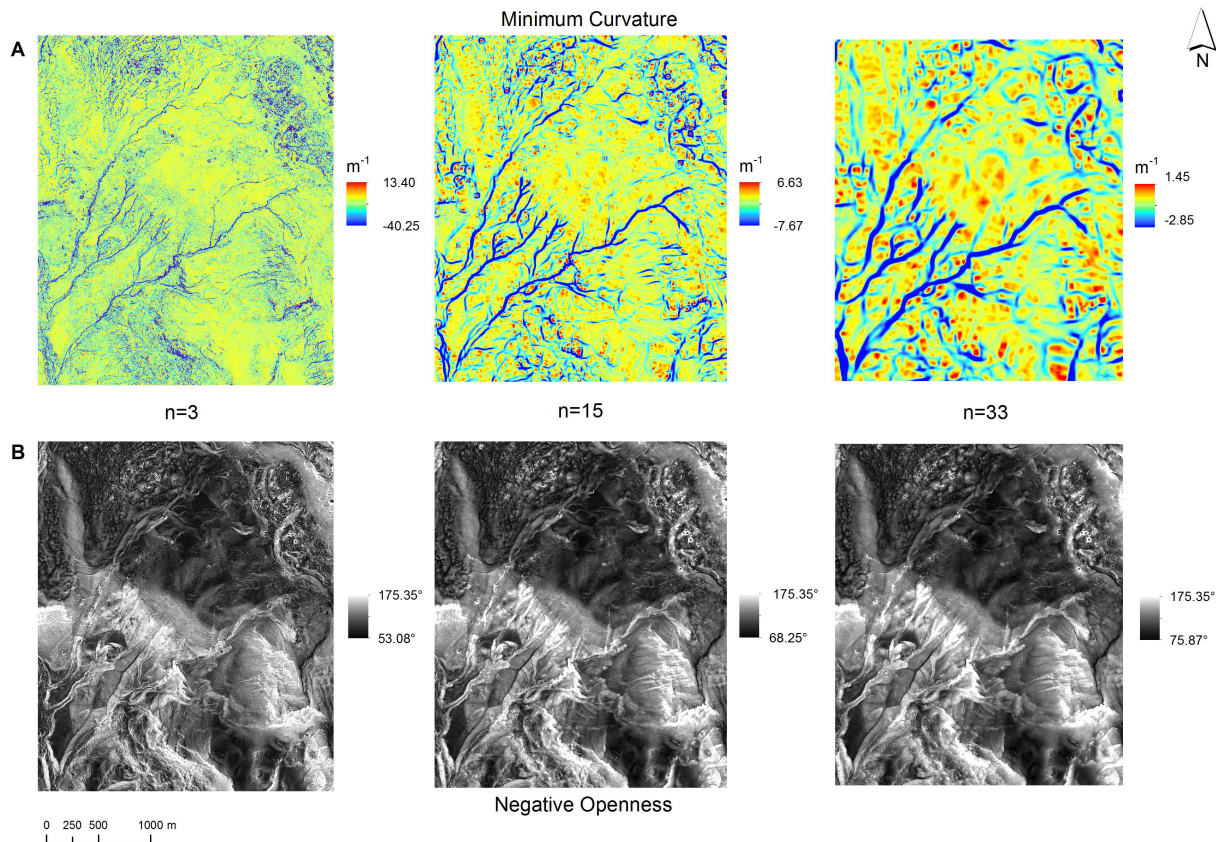 Minimum Curvature
A
N
m-1
13.40
-40.25
m-1
6.63
-7.67
m-1
1.45
-2.85
n=3
n=15
n=33
B
175.35°
53.08°
175.35°
68.25°
175.35°
75.87°
Negative Openness
0 250 500 1000 m